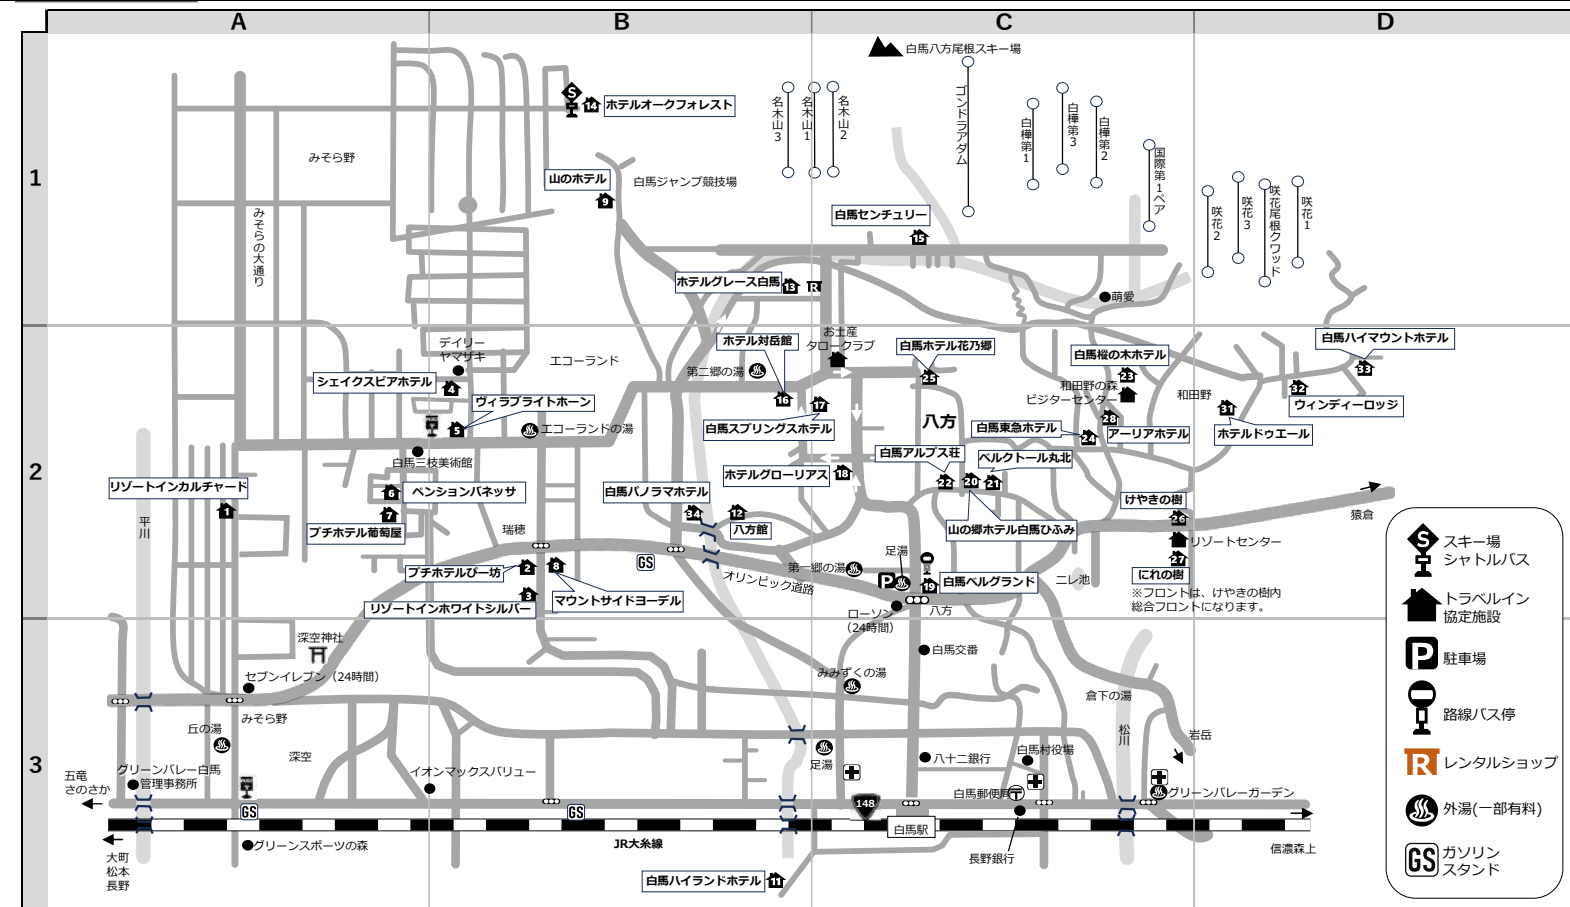 A
B
C
D
1
2
3
白馬八方尾根スキー場
ゴンドラアダム
名木山3
名木山1
名木山2
白樺第1
白樺第3
白樺第2
国際第1ペア
咲花2
咲花3
咲花尾根クワッド
咲花1
S
14
ホテルオークフォレスト
みそら野
みそらの大通り
山のホテル
9
白馬ジャンプ競技場
白馬センチュリー
15
ホテルグレース白馬
13
R
萌愛
デイリー
ヤマザキ
エコーランド
ホテル対岳館
第二郷の湯
16
お土産
タロークラブ
白馬ホテル花乃郷
25
白馬樅の木ホテル
23
和田野の森
ビジターセンター
和田野
白馬ハイマウントホテル
33
32
ウィンディーロッジ
シェイクスピアホテル
4
ヴィラブライトホーン
5
エコーランドの湯
白馬三枝美術館
17
白馬スプリングスホテル
八方
白馬東急ホテル
24
28
アーリアホテル
31
ホテルドゥエール
リゾートインカルチャード
1
平川
6
ペンションバネッサ
7
プチホテル葡萄屋
瑞穂
白馬パノラマホテル
34
12
八方館
ホテルグローリアス
18
白馬アルプス荘
22
20
21
ベルクトール丸北
山の郷ホテル白馬ひふみ
けやきの樹
26
リゾートセンター
27
にれの樹
※フロントは、けやきの樹内
総合フロントになります。
猿倉
プチホテルぴー坊
2
8
マウントサイドヨーデル
3
リゾートインホワイトシルバー
GS
オリンピック道路
第一郷の湯
足湯
P
19
白馬ベルグランド
ニレ池
ローソン
（24時間）
八方
深空神社
セブンイレブン（24時間）
みそら野
丘の湯
深空
白馬交番
みみずくの湯
倉下の湯
松川
岩岳
五竜
さのさか
グリーンバレー白馬
管理事務所
イオンマックスバリュー
足湯
八十二銀行
白馬村役場
白馬郵便局
グリーンバレーガーデン
GS
GS
148
白馬駅
JR大糸線
長野銀行
信濃森上
大町
松本
長野
グリーンスポーツの森
白馬ハイランドホテル
11
S
スキー場
シャトルバス
トラベルイン
協定施設
P
駐車場
路線バス停
R
レンタルショップ
外湯(一部有料)
GS
ガソリン
スタンド